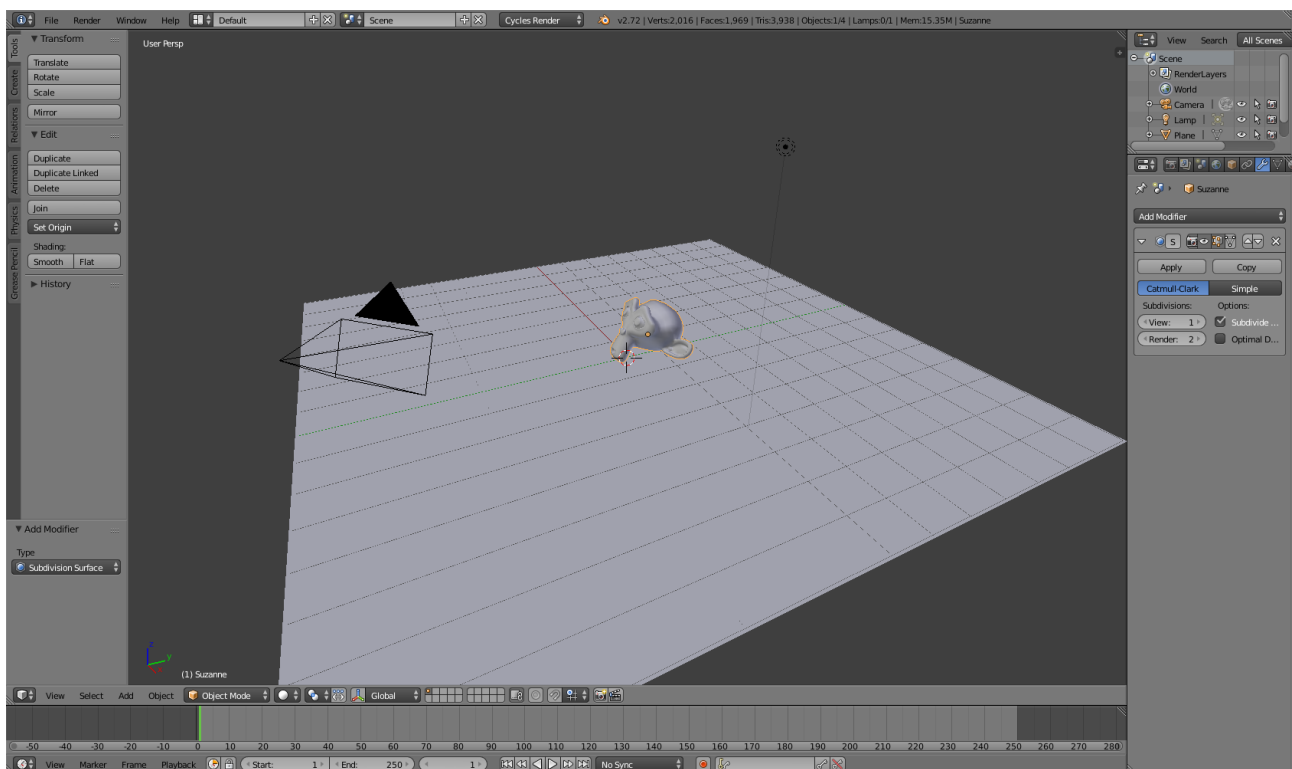 File Render Window Help Default Scene Cycles Render v2.72 | Verts:2,016 | Faces:1,969 | Tris:3,938 | Objects:1/4 | Lamps:0/1 | Mem:15.35M | Suzanne
Tools
Create
Relations
Animation
Physics
Grease Pencil
Transform
Translate
Rotate
Scale
Mirror
Edit
Duplicate
Duplicate Linked
Delete
Join
Set Origin
Shading:
Smooth Flat
History
Add Modifier
Type
Subdivision Surface
User Persp
z
y
(1) Suzanne
View Search All Scenes
Scene
RenderLayers
World
Camera
Lamp
Plane
Suzanne
Add Modifier
S
Apply Copy
Catmull-Clark Simple
Subdivisions: Options:
View: 1 Subdivide ...
Render: 2 Optimal D...
View Select Add Object Object Mode Global
-50 -40 -30 -20 -10 0 10 20 30 40 50 60 70 80 90 100 110 120 130 140 150 160 170 180 190 200 210 220 230 240 250 260 270 280
View Marker Frame Playback Start: 1 End: 250 1 No Sync